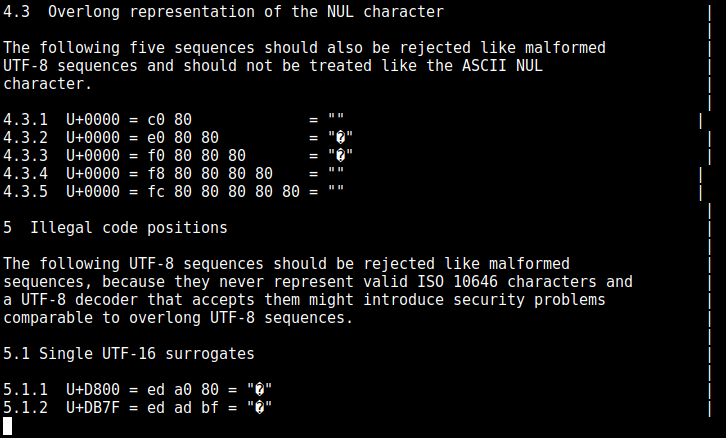 4.3  Overlong representation of the NUL character                             |
                                                                              |
The following five sequences should also be rejected like malformed           |
UTF-8 sequences and should not be treated like the ASCII NUL                  |
character.                                                                    |
                                                                              |
4.3.1  U+0000 = c0 80             = ""                                       |
4.3.2  U+0000 = e0 80 80          = "�"                                       |
4.3.3  U+0000 = f0 80 80 80       = "�"                                       |
4.3.4  U+0000 = f8 80 80 80 80    = ""                                       |
4.3.5  U+0000 = fc 80 80 80 80 80 = ""                                       |
                                                                              |
5  Illegal code positions                                                     |
                                                                              |
The following UTF-8 sequences should be rejected like malformed               |
sequences, because they never represent valid ISO 10646 characters and        |
a UTF-8 decoder that accepts them might introduce security problems           |
comparable to overlong UTF-8 sequences.                                       |
                                                                              |
5.1 Single UTF-16 surrogates                                                  |
                                                                              |
5.1.1  U+D800 = ed a0 80 = "�"                                                |
5.1.2  U+DB7F = ed ad bf = "�"                                                |